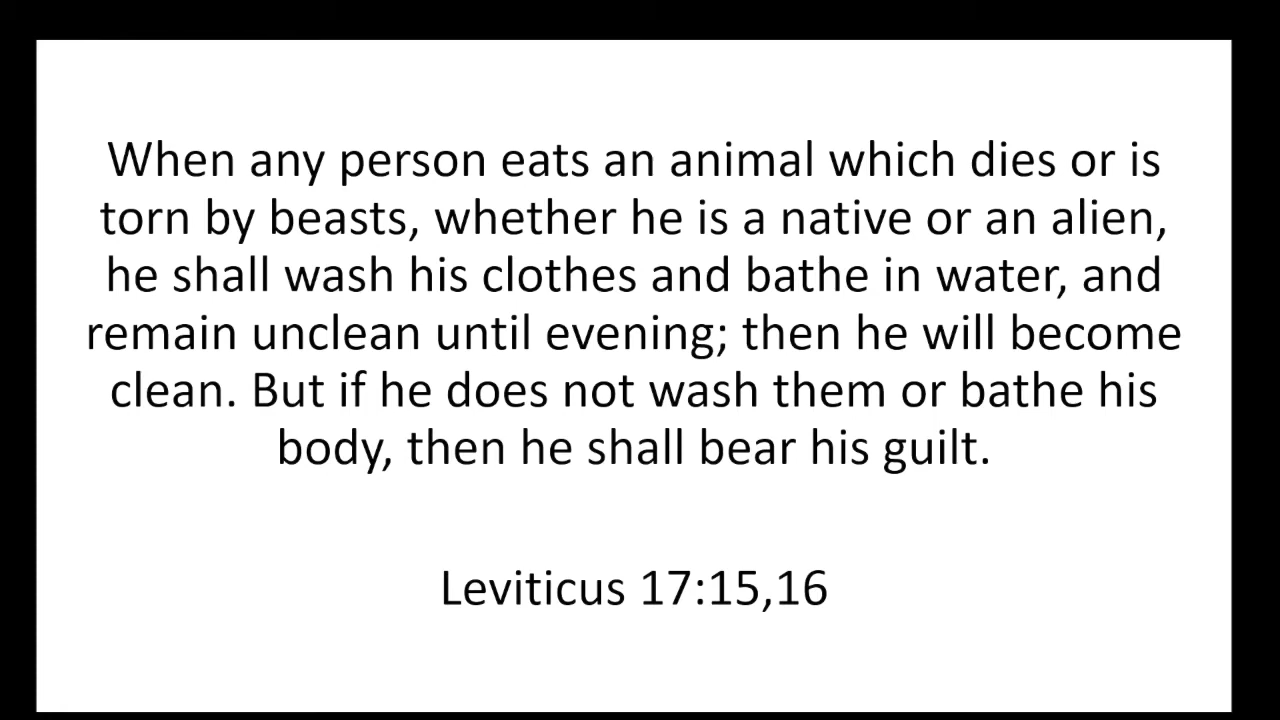 When any person eats an animal which dies or is
torn by beasts, whether he is a native or an alien,
he shall wash his clothes and bathe in water, and
remain unclean until evening; then he will become
clean. But if he does not wash them or bathe his
body, then he shall bear his guilt.
Leviticus 17:15,16